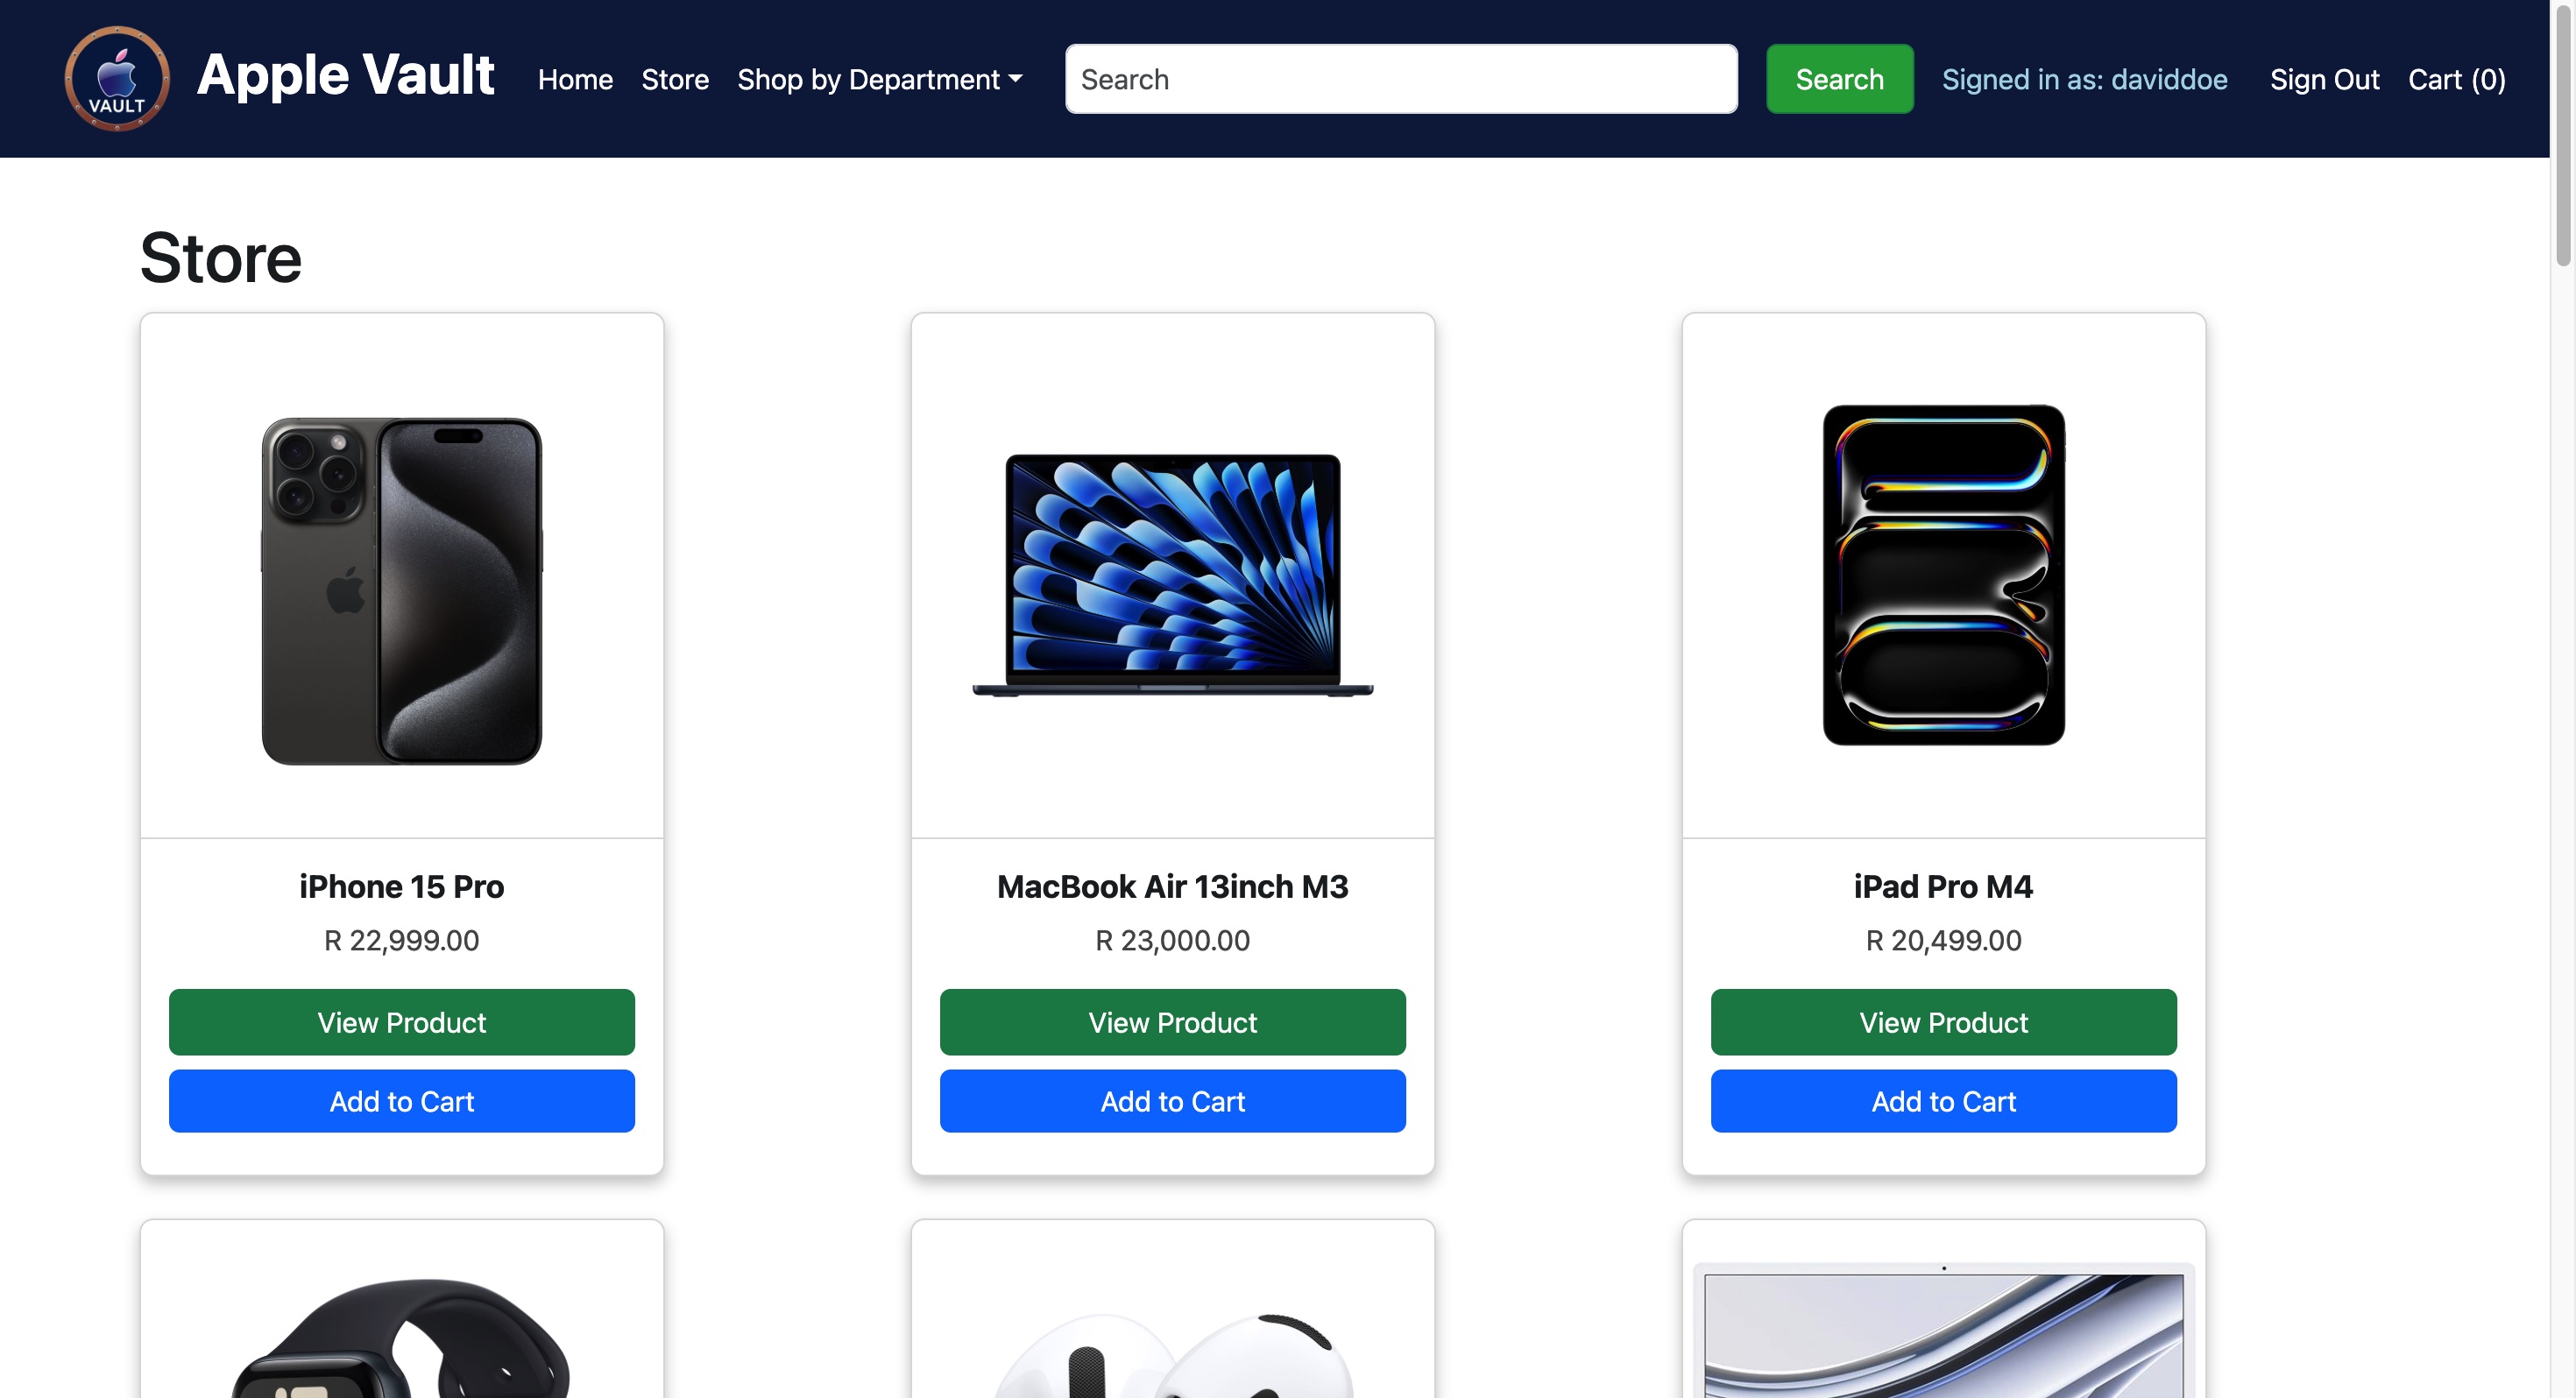 VAULT
Apple Vault
Home Store Shop by Department Search Search Signed in as: daviddoe Sign Out Cart (0)
Store
iPhone 15 Pro
R 22,999.00
View Product
Add to Cart
MacBook Air 13inch M3
R 23,000.00
View Product
Add to Cart
iPad Pro M4
R 20,499.00
View Product
Add to Cart